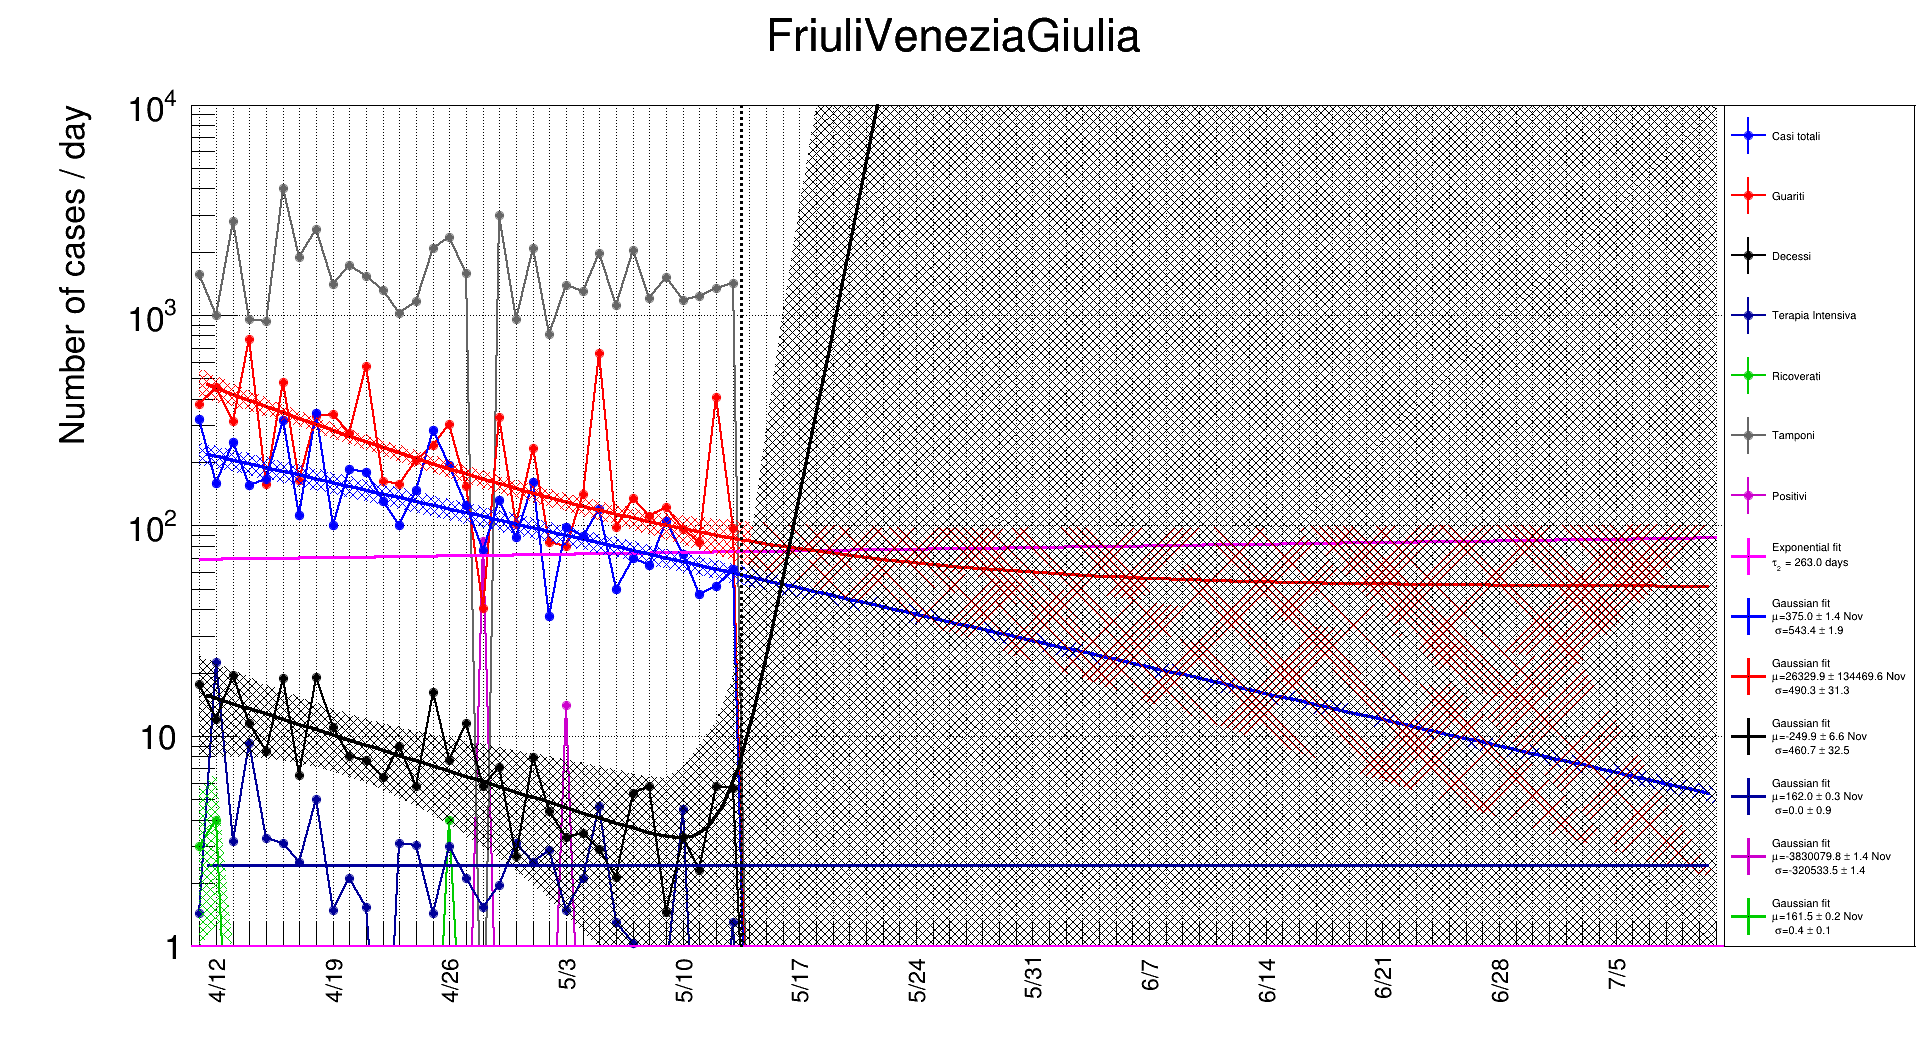 FriuliVeneziaGiulia
Number of cases / day
10⁴
10³
10²
10
1
4/12
4/19
4/26
5/3
5/10
5/17
5/24
5/31
6/7
6/14
6/21
6/28
7/5
Casi totali
Guariti
Decessi
Terapia Intensiva
Ricoverati
Tamponi
Positivi
Exponential fit
τ₂ = 263.0 days
Gaussian fit
μ=375.0 ± 1.4 Nov
σ=543.4 ± 1.9
Gaussian fit
μ=26329.9 ± 134469.6 Nov
σ=490.3 ± 31.3
Gaussian fit
μ=-249.9 ± 6.6 Nov
σ=460.7 ± 32.5
Gaussian fit
μ=162.0 ± 0.3 Nov
σ=0.0 ± 0.9
Gaussian fit
μ=-3830079.8 ± 1.4 Nov
σ=-320533.5 ± 1.4
Gaussian fit
μ=161.5 ± 0.2 Nov
σ=0.4 ± 0.1